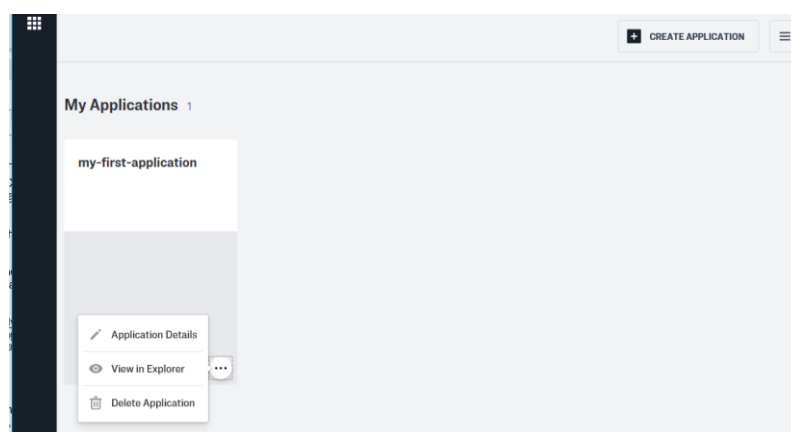 CREATE APPLICATION
My Applications 1
my-first-application
Application Details
View in Explorer
Delete Application